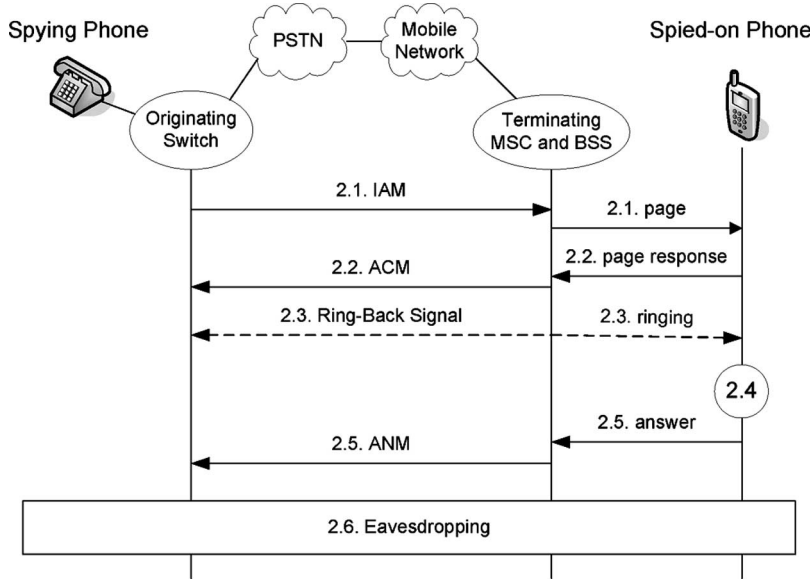 Spying Phone
PSTN
Mobile
Network
Spied-on Phone
Originating
Switch
Terminating
MSC and BSS
2.1. IAM
2.1. page
2.2. page response
2.2. ACM
2.3. Ring-Back Signal
2.3. ringing
2.4
2.5. answer
2.5. ANM
2.6. Eavesdropping